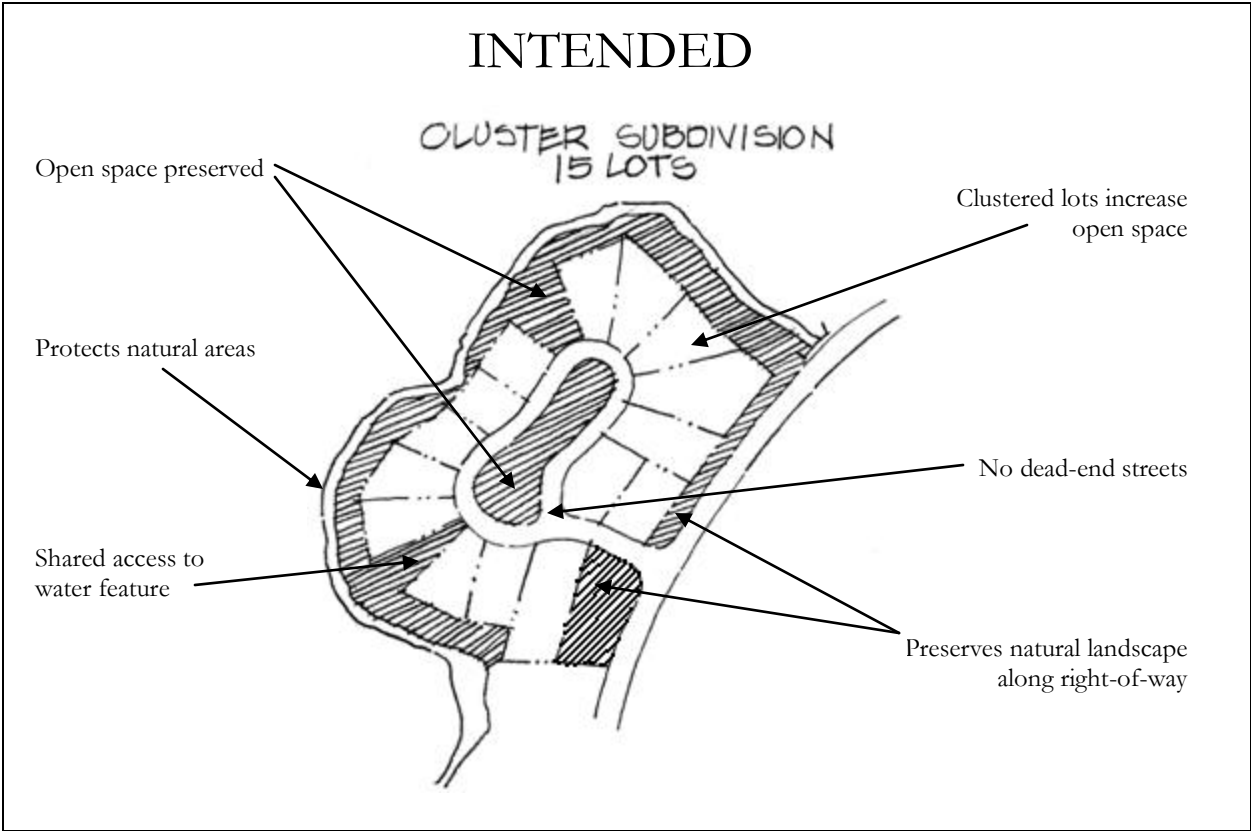 INTENDED
CLUSTER SUBDIVISION
15 LOTS
Open space preserved
Clustered lots increase
open space
Protects natural areas
No dead-end streets
Shared access to
water feature
Preserves natural landscape
along right-of-way